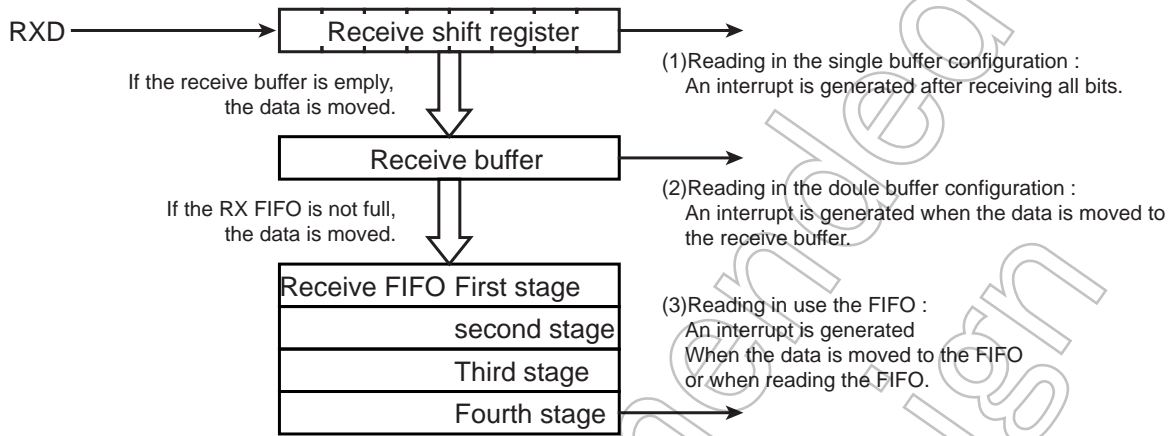 RXD
Receive shift register
(1)Reading in the single buffer configuration :
An interrupt is generated after receiving all bits.
If the receive buffer is emply,
the data is moved.
Receive buffer
(2)Reading in the doule buffer configuration :
An interrupt is generated when the data is moved to
the receive buffer.
If the RX FIFO is not full,
the data is moved.
Receive FIFO First stage
second stage
Third stage
Fourth stage
(3)Reading in use the FIFO :
An interrupt is generated
When the data is moved to the FIFO
or when reading the FIFO.